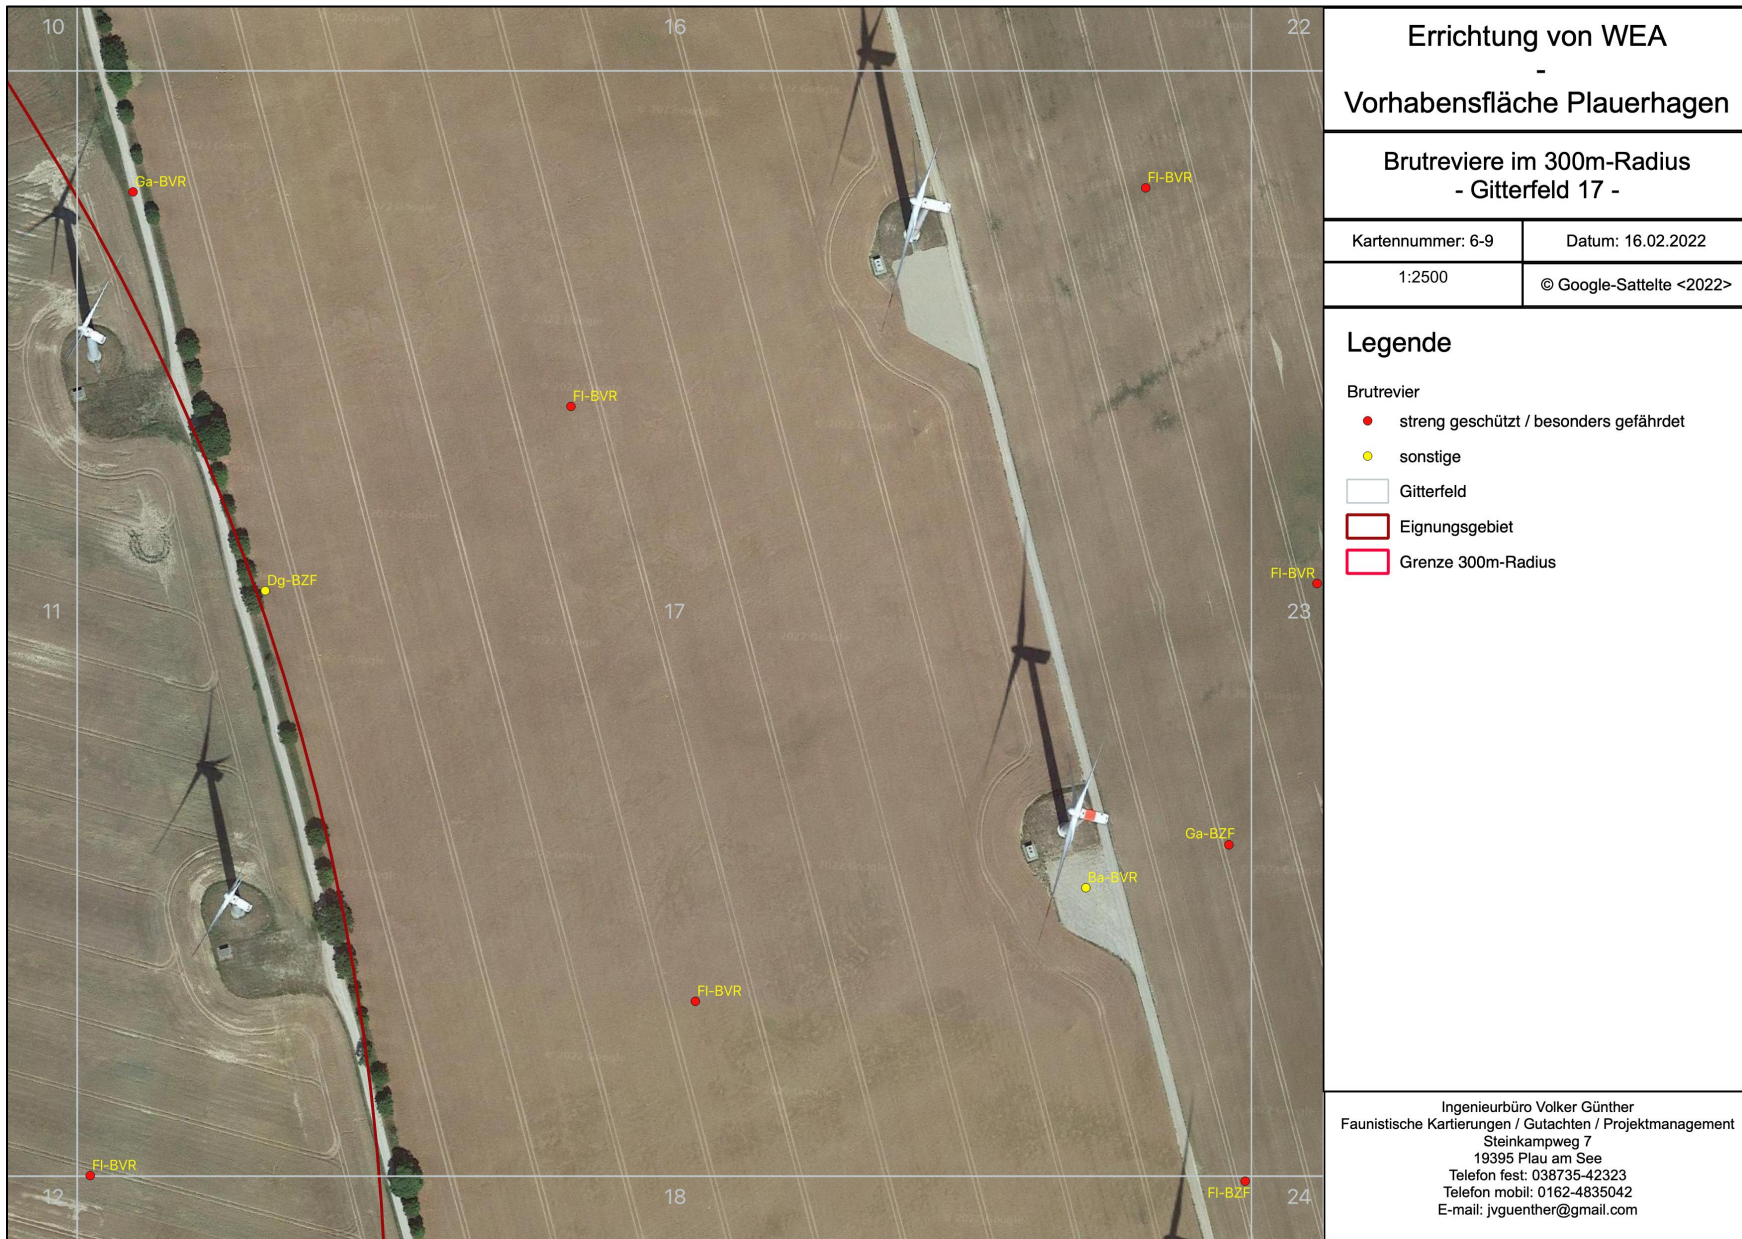 10
16
22
Ga-BVR
Fl-BVR
Fl-BVR
Dg-BZF
Fl-BVR
11
17
23
Ga-BZF
Ba-BVR
Fl-BVR
Fl-BVR
Fl-BZF
12
18
24
Errichtung von WEA
-
Vorhabensfläche Plauerhagen
Brutreviere im 300m-Radius
- Gitterfeld 17 -
Kartennummer: 6-9
Datum: 16.02.2022
1:2500
© Google-Sattelte <2022>
Legende
Brutrevier
streng geschützt / besonders gefährdet
sonstige
Gitterfeld
Eignungsgebiet
Grenze 300m-Radius
Ingenieurbüro Volker Günther
Faunistische Kartierungen / Gutachten / Projektmanagement
Steinkampweg 7
19395 Plau am See
Telefon fest: 038735-42323
Telefon mobil: 0162-4835042
E-mail: jvguenther@gmail.com